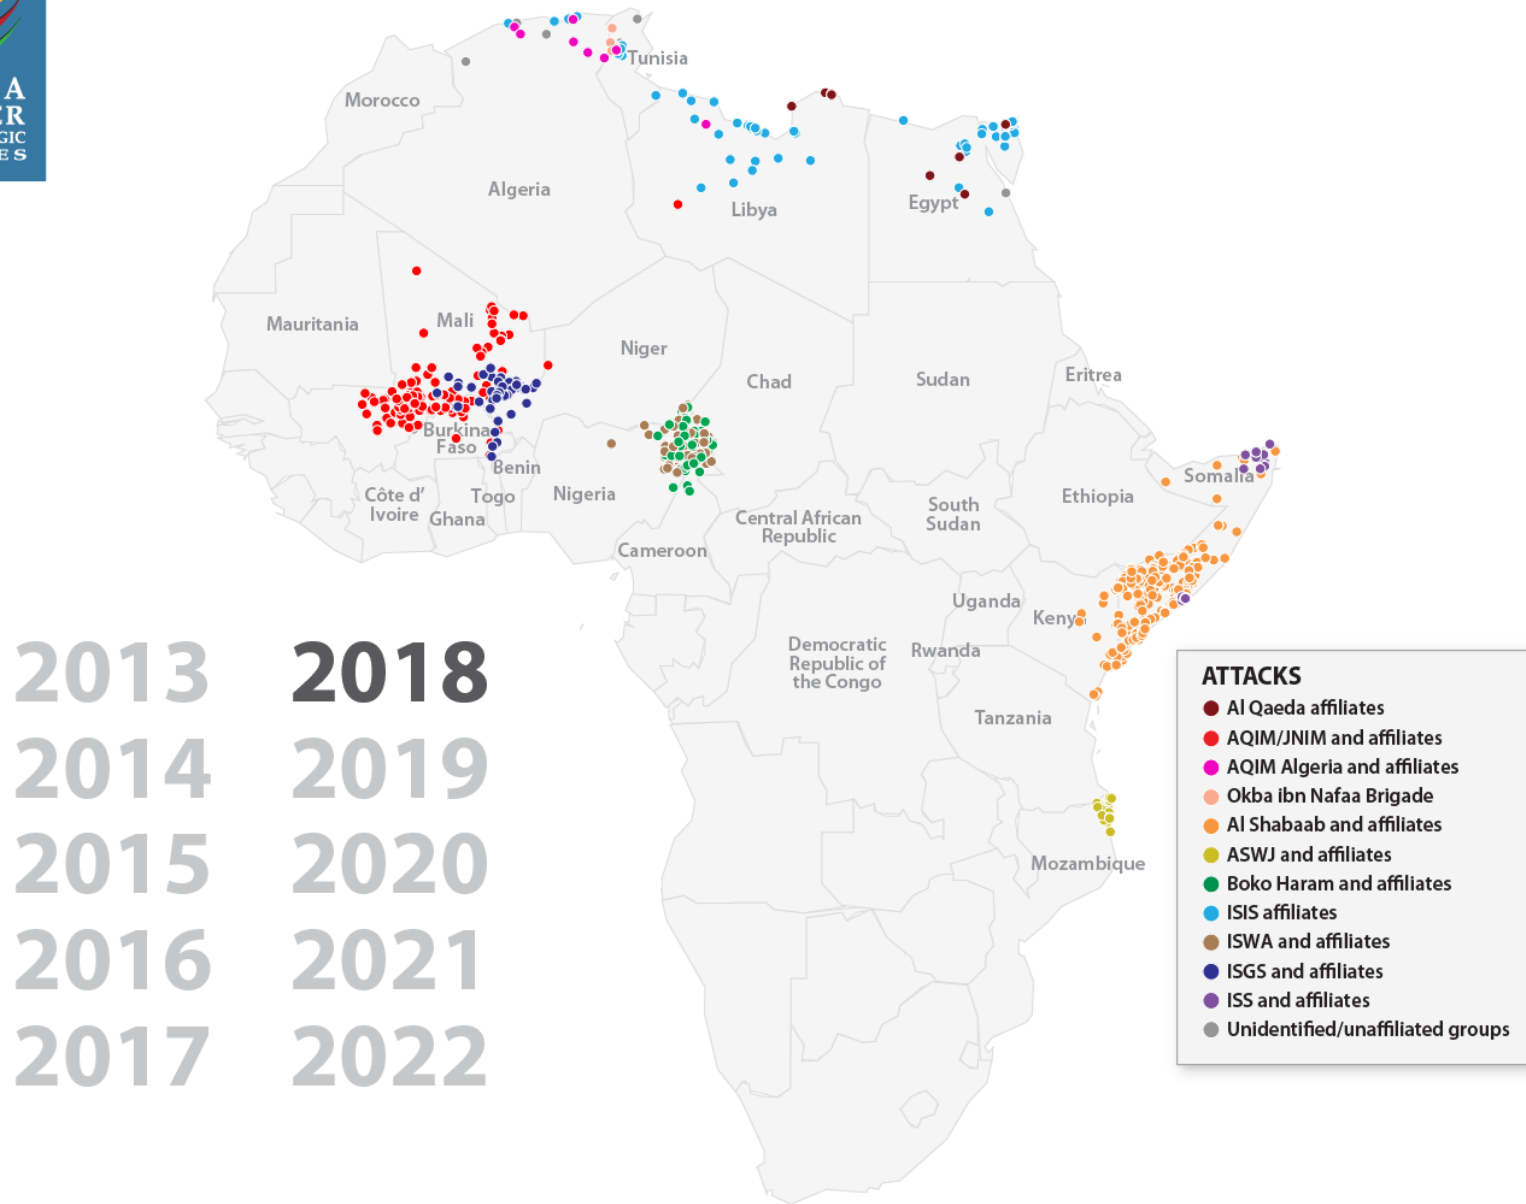 A
ER
GIC
ES
Tunisia
Morocco
Algeria
Libya
Egypt
Mauritania
Mali
Niger
Chad
Sudan
Eritrea
Burkina
Faso
Benin
Togo
Nigeria
Côte d'
Ivoire
Ghana
Cameroon
Central African
Republic
South
Sudan
Ethiopia
Somalia
Uganda
Kenya
Rwanda
Democratic
Republic of
the Congo
Tanzania
Mozambique
2013 2018
2014 2019
2015 2020
2016 2021
2017 2022
ATTACKS
Al Qaeda affiliates
AQIM/JNIM and affiliates
AQIM Algeria and affiliates
Okba ibn Nafaa Brigade
Al Shabaab and affiliates
ASWJ and affiliates
Boko Haram and affiliates
ISIS affiliates
ISWA and affiliates
ISGS and affiliates
ISS and affiliates
Unidentified/unaffiliated groups